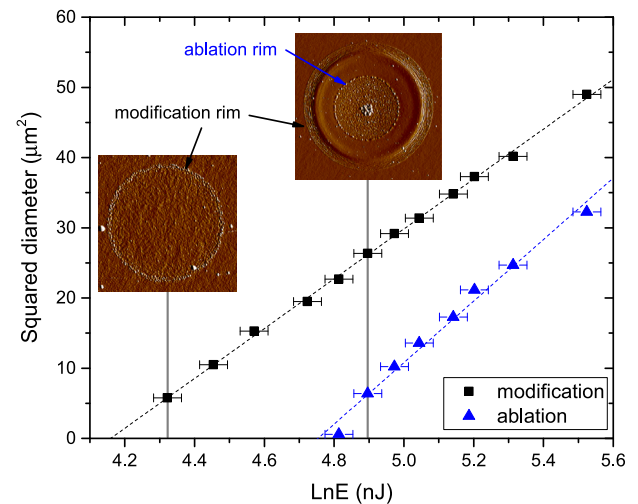 60
50
40
30
20
10
0
Squared diameter (μm²)
ablation rim
modification rim
modification
ablation
4.2 4.4 4.6 4.8 5.0 5.2 5.4 5.6
LnE (nJ)